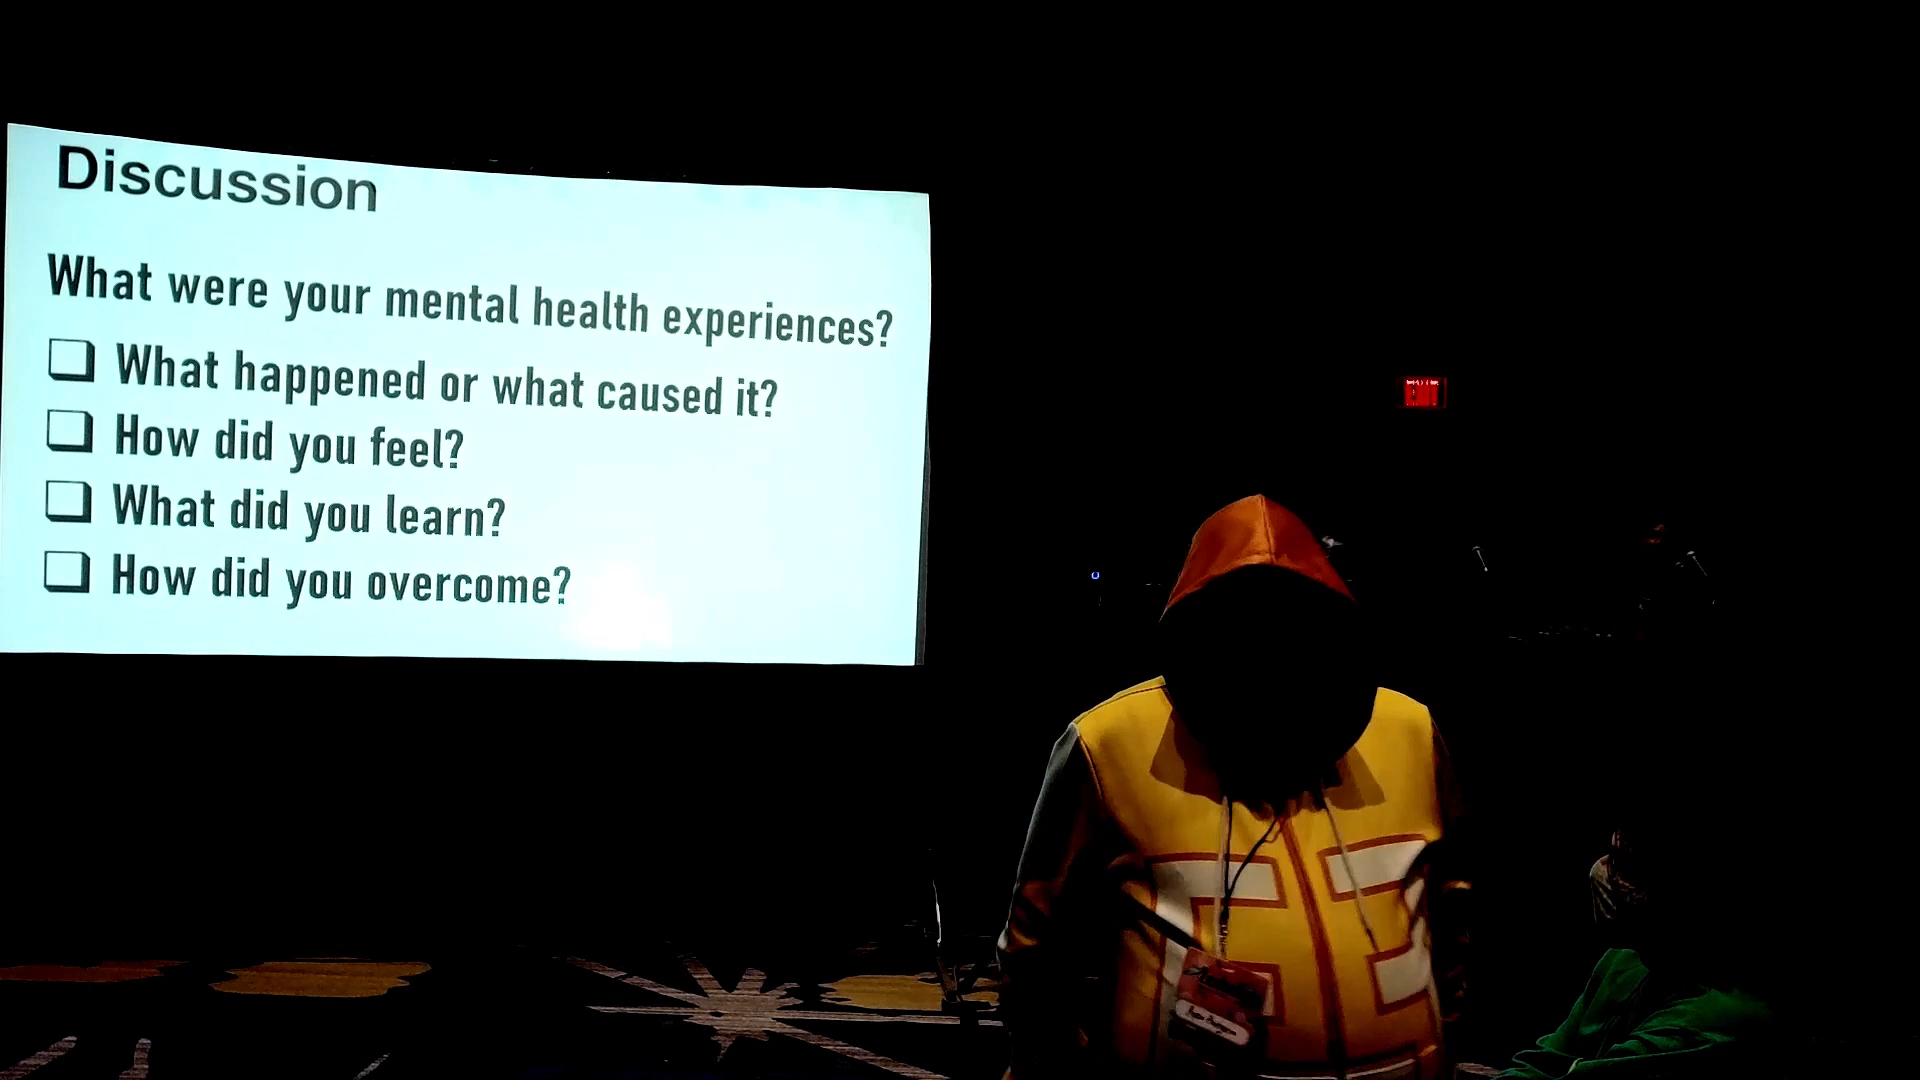 Discussion
What were your mental health experiences?
❑ What happened or what caused it?
❑ How did you feel?
❑ What did you learn?
❑ How did you overcome?
EXIT